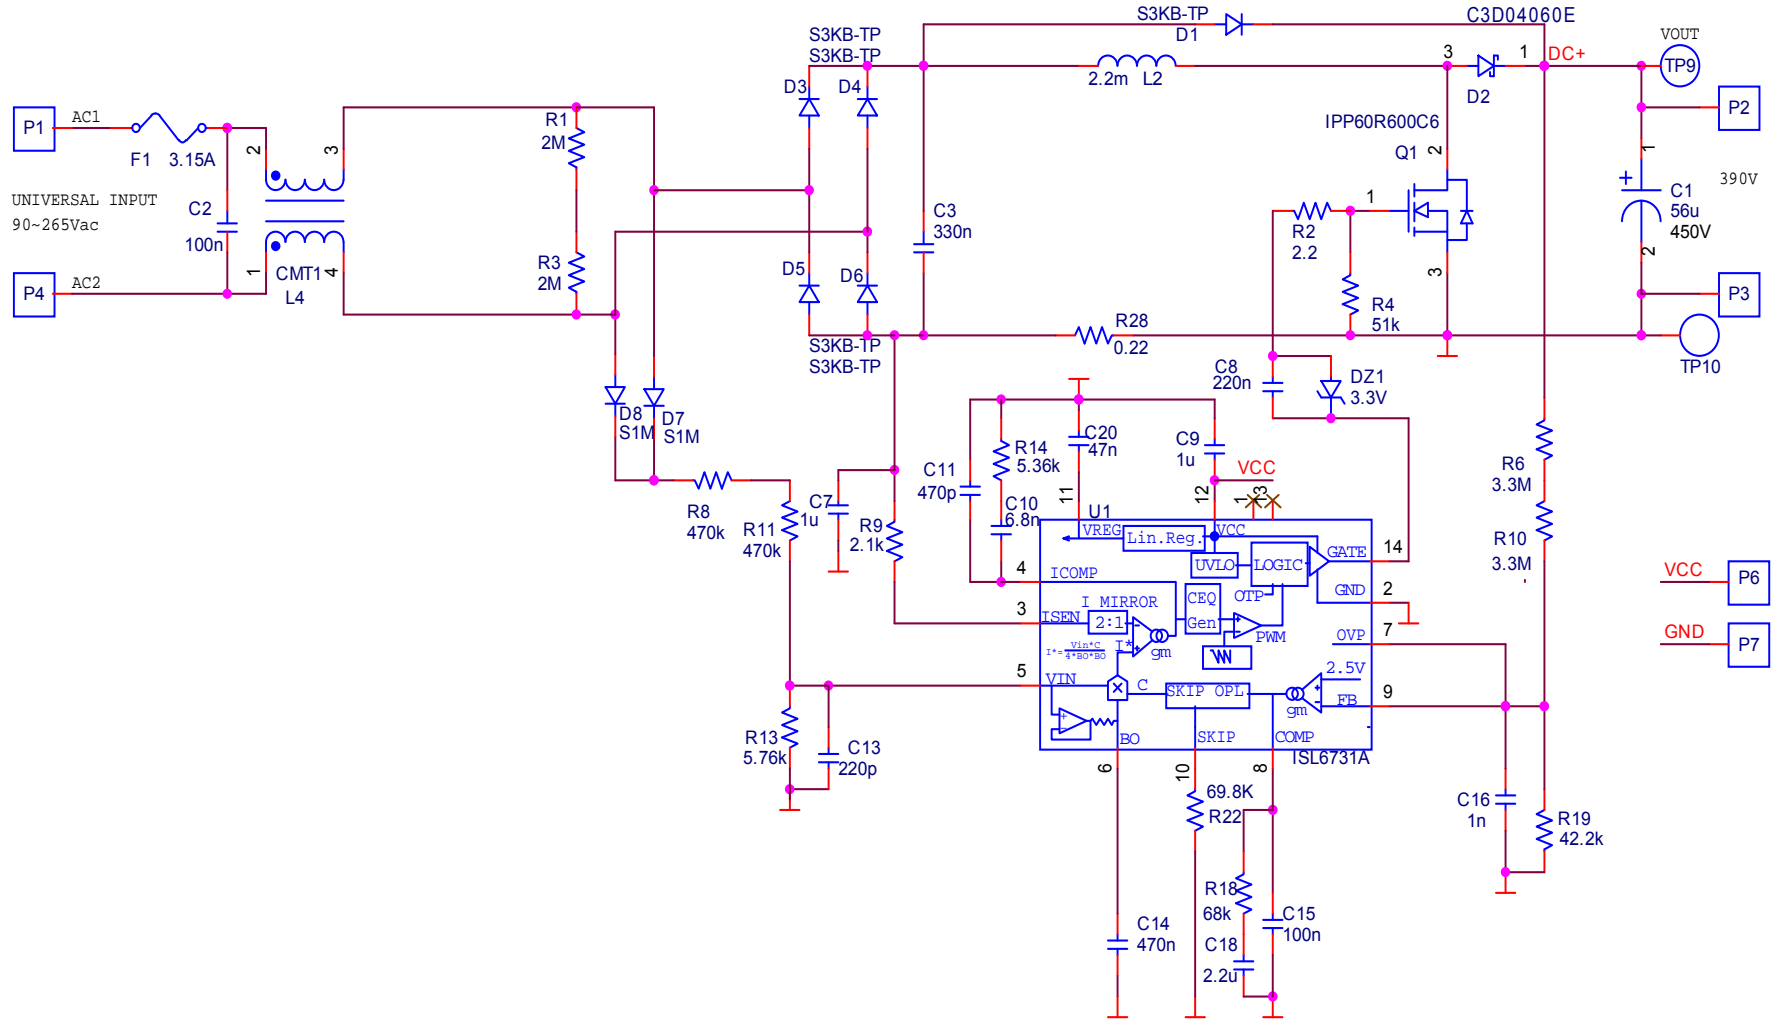 S3KB-TP
D1
C3D04060E
VOUT
S3KB-TP
S3KB-TP
3
1
DC+
TP9
2.2m L2
D2
D3
D4
P1
AC1
F1 3.15A
2
3
R1
2M
IPP60R600C6
Q1
2
P2
1
UNIVERSAL INPUT
90~265Vac
C2
100n
1
4
CMT1
L4
R3
2M
C3
330n
R2
2.2
1
3
+
C1
56u
450V
390V
2
P4
AC2
D5
D6
R4
51k
P3
S3KB-TP
S3KB-TP
R28
0.22
TP10
D8
S1M
D7
S1M
C8
220n
DZ1
3.3V
C11
470p
R14
5.36k
C20
47n
C9
1u
VCC
R6
3.3M
C10
6.8n
11
12
1
13
R8
470k
R11
470k
C7
1u
R9
2.1k
U1
VREG
Lin.Reg.
VCC
R10
3.3M
GATE
14
UVLO
LOGIC
4
ICOMP
OTP
GND
2
VCC
P6
CEQ
Gen
3
ISEN
I MIRROR
2:1
PWM
OVP
7
GND
P7
I*= Vin*C
4*BO*BO
I*
gm
2.5V
5
VIN
X
C
SKIP OPL
gm
FB
9
BO
SKIP
COMP
ISL6731A
R13
5.76k
C13
220p
6
10
8
69.8K
R22
C16
1n
R19
42.2k
R18
68k
C14
470n
C18
2.2u
C15
100n